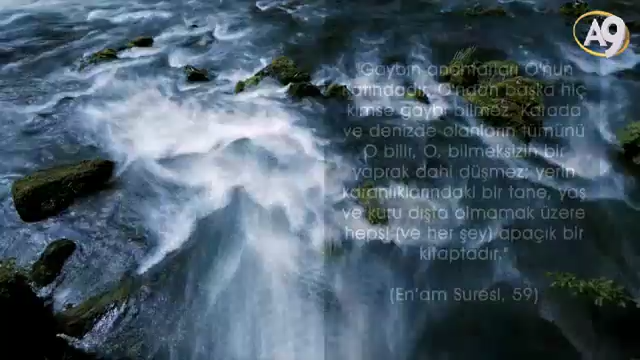 A9
"Gaybın anahtarları O'nun
Katındadır, O'ndan başka hiç
kimse gaybı bilmez. Karada
ve denizde olanların tümünü
O bilir, O, bilmeksizin bir
yaprak dahi düşmez; yerin
karanlıklarındaki bir tane, yaş
ve kuru dışta olmamak üzere
hepsi (ve her şey) apaçık bir
kitaptadır."
(En'am Suresi, 59)